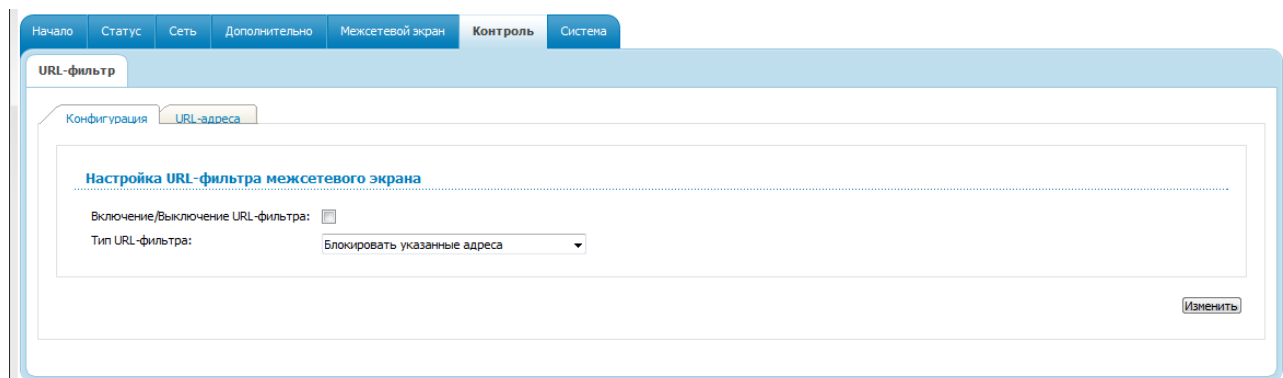 Начало Статус Сеть Дополнительно Межсетевой экран Контроль Система
URL-фильтр
Конфигурация URL-адреса
Настройка URL-фильтра межсетевого экрана
Включение/Выключение URL-фильтра:
Тип URL-фильтра: Блокировать указанные адреса
Изменить